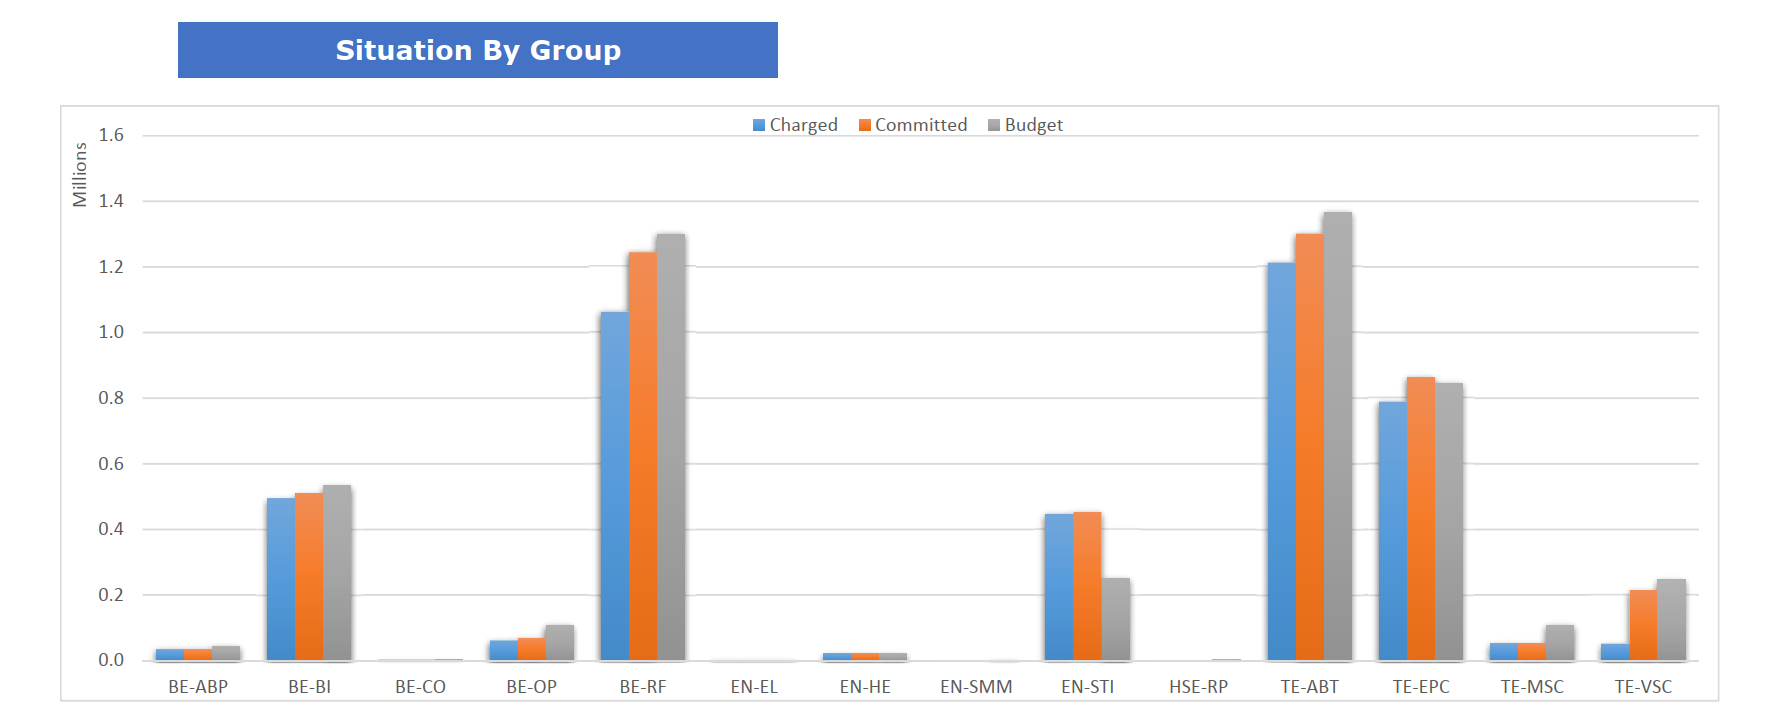 Situation By Group
Charged Committed Budget
Millions
1.6
1.4
1.2
1.0
0.8
0.6
0.4
0.2
0.0
BE-ABP BE-BI BE-CO BE-OP BE-RF EN-EL EN-HE EN-SMM EN-STI HSE-RP TE-ABT TE-EPC TE-MSC TE-VSC